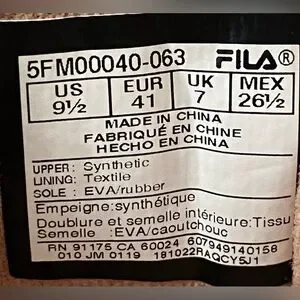 5FM00040-063 FILA®
US EUR UK MEX
9½ 41 7 26½
MADE IN CHINA
FABRIQUÉ EN CHINE
HECHO EN CHINA
UPPER: Synthetic
LINING: Textile
SOLE : EVA/rubber
Empeigne:synthétique
Doublure et semelle intérieure:Tissu
Semelle :EVA/caoutchouc
RN 91175 CA 60024 607949140158
010 JM 0119 181022RAQCY5J1